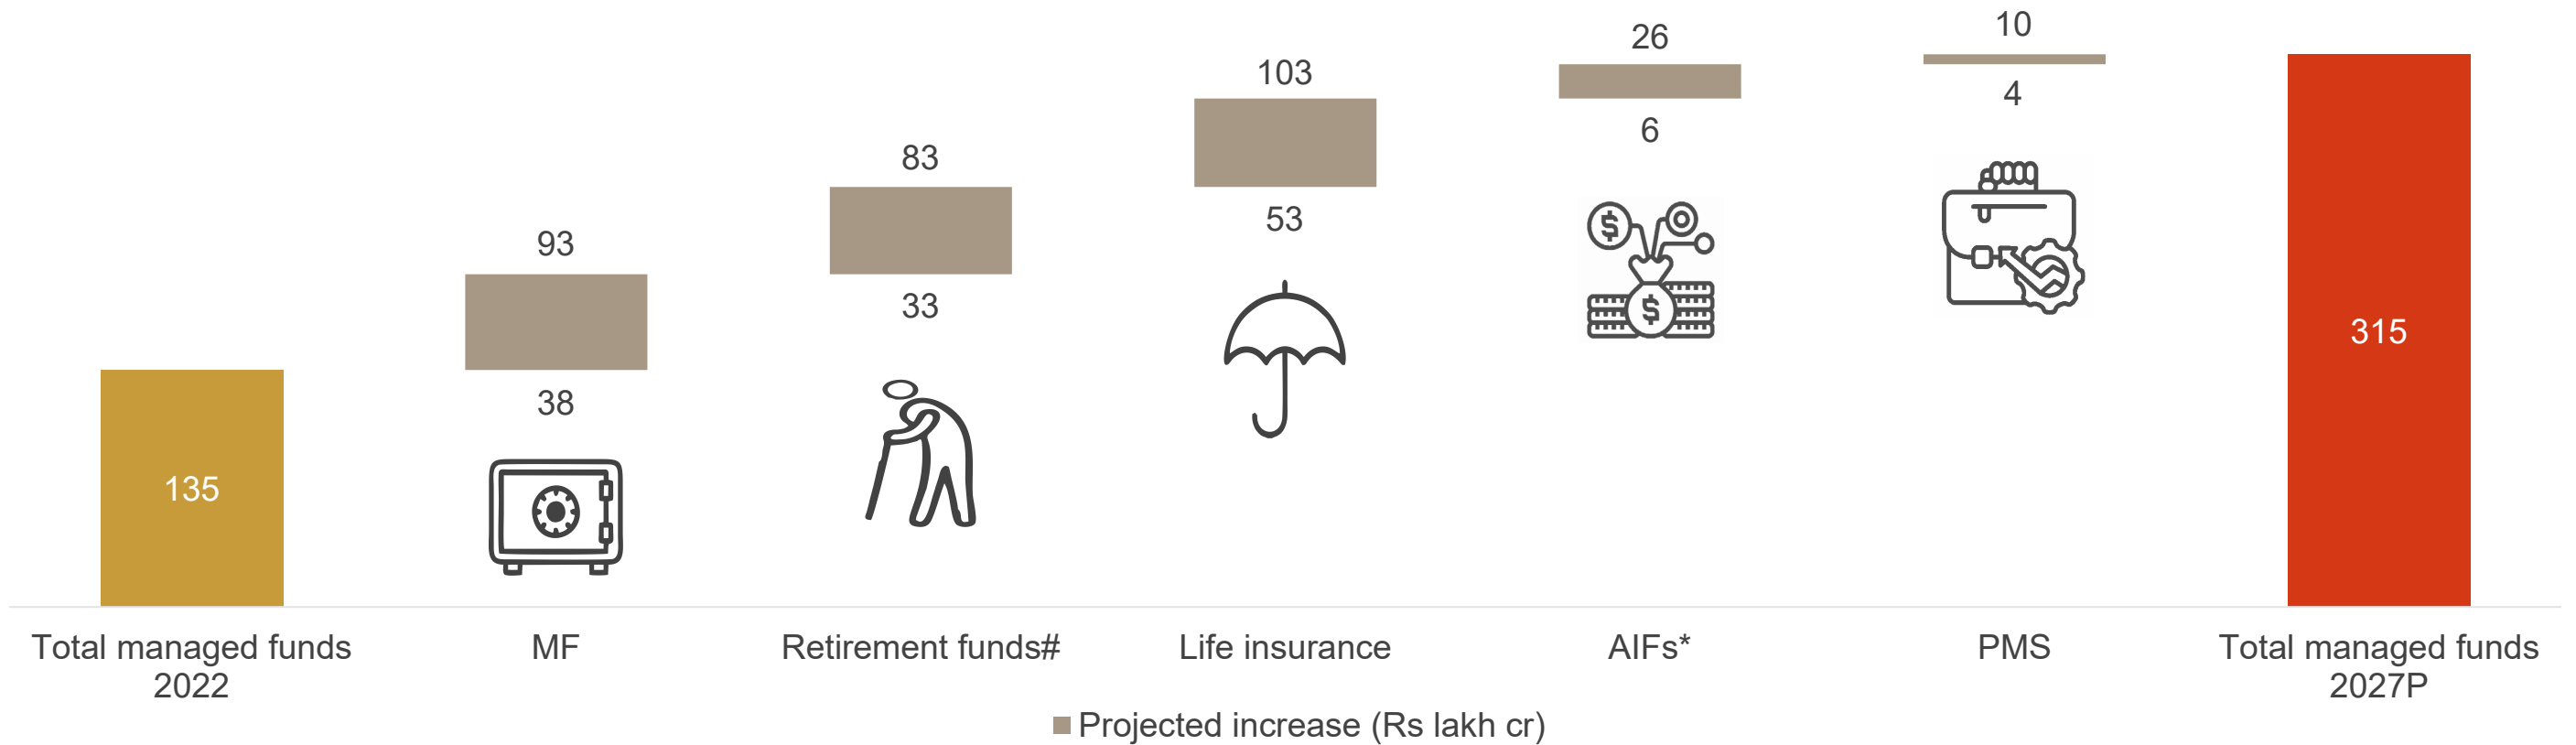 10
26
4
103
6
83
53
93
33
38
315
135
$
$
Total managed funds
2022
MF
Retirement funds#
Life insurance
AIFs*
PMS
Total managed funds
2027P
Projected increase (Rs lakh cr)